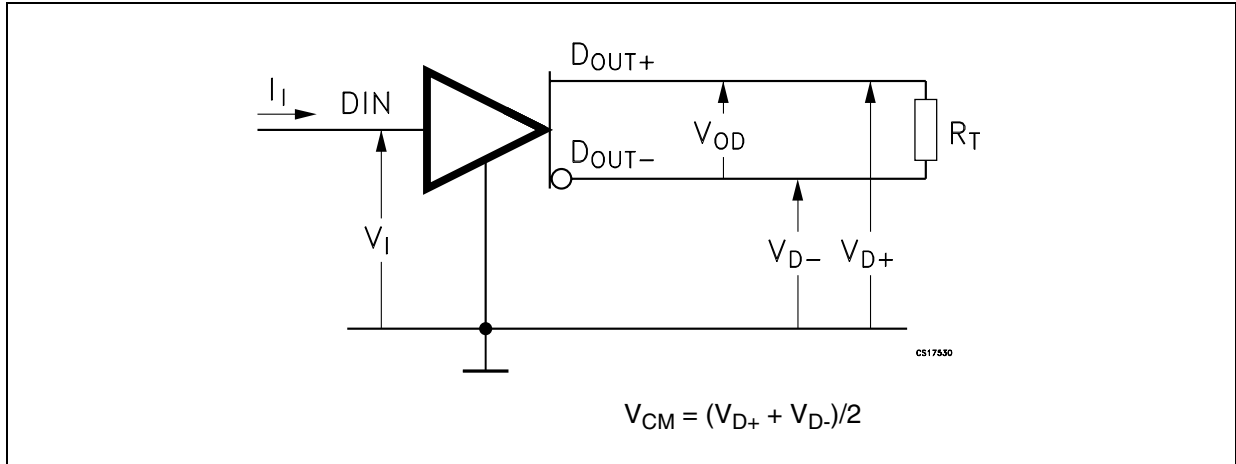 D_OUT+
I_I
DIN
V_OD
R_T
D_OUT-
V_I
V_D- V_D+
CS17530
V_CM = (V_D+ + V_D-)/2